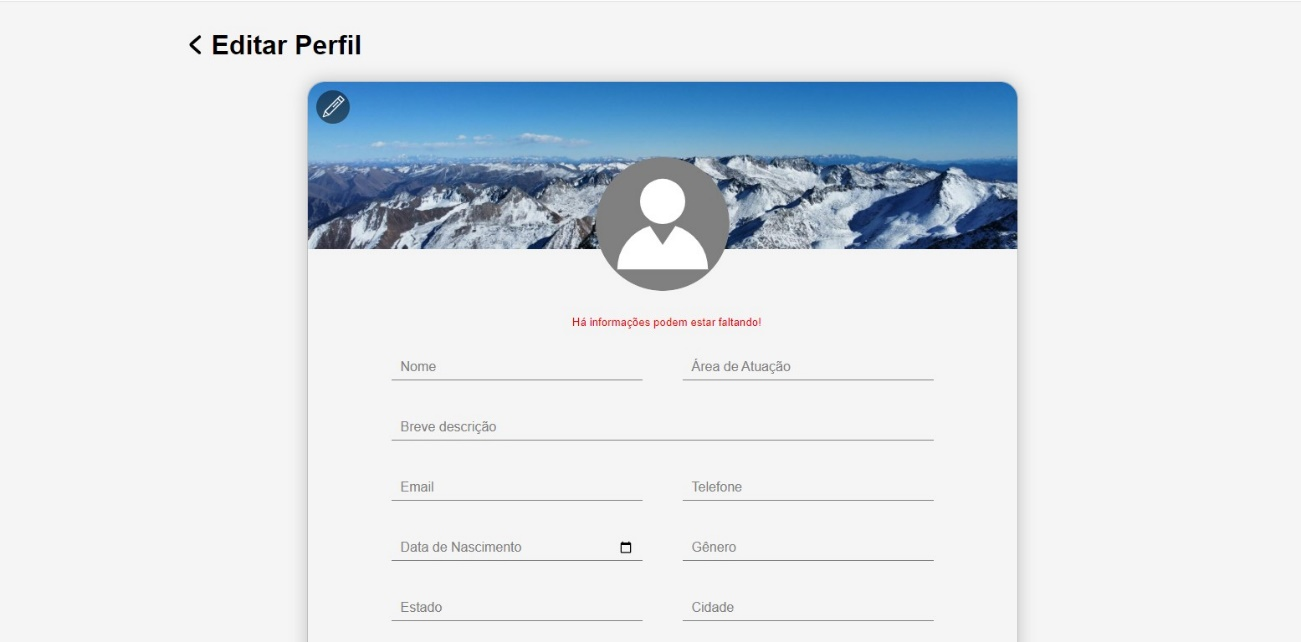 Editar Perfil
Há informações podem estar faltando!
Nome
Área de Atuação
Breve descrição
Email
Telefone
Data de Nascimento
Gênero
Estado
Cidade